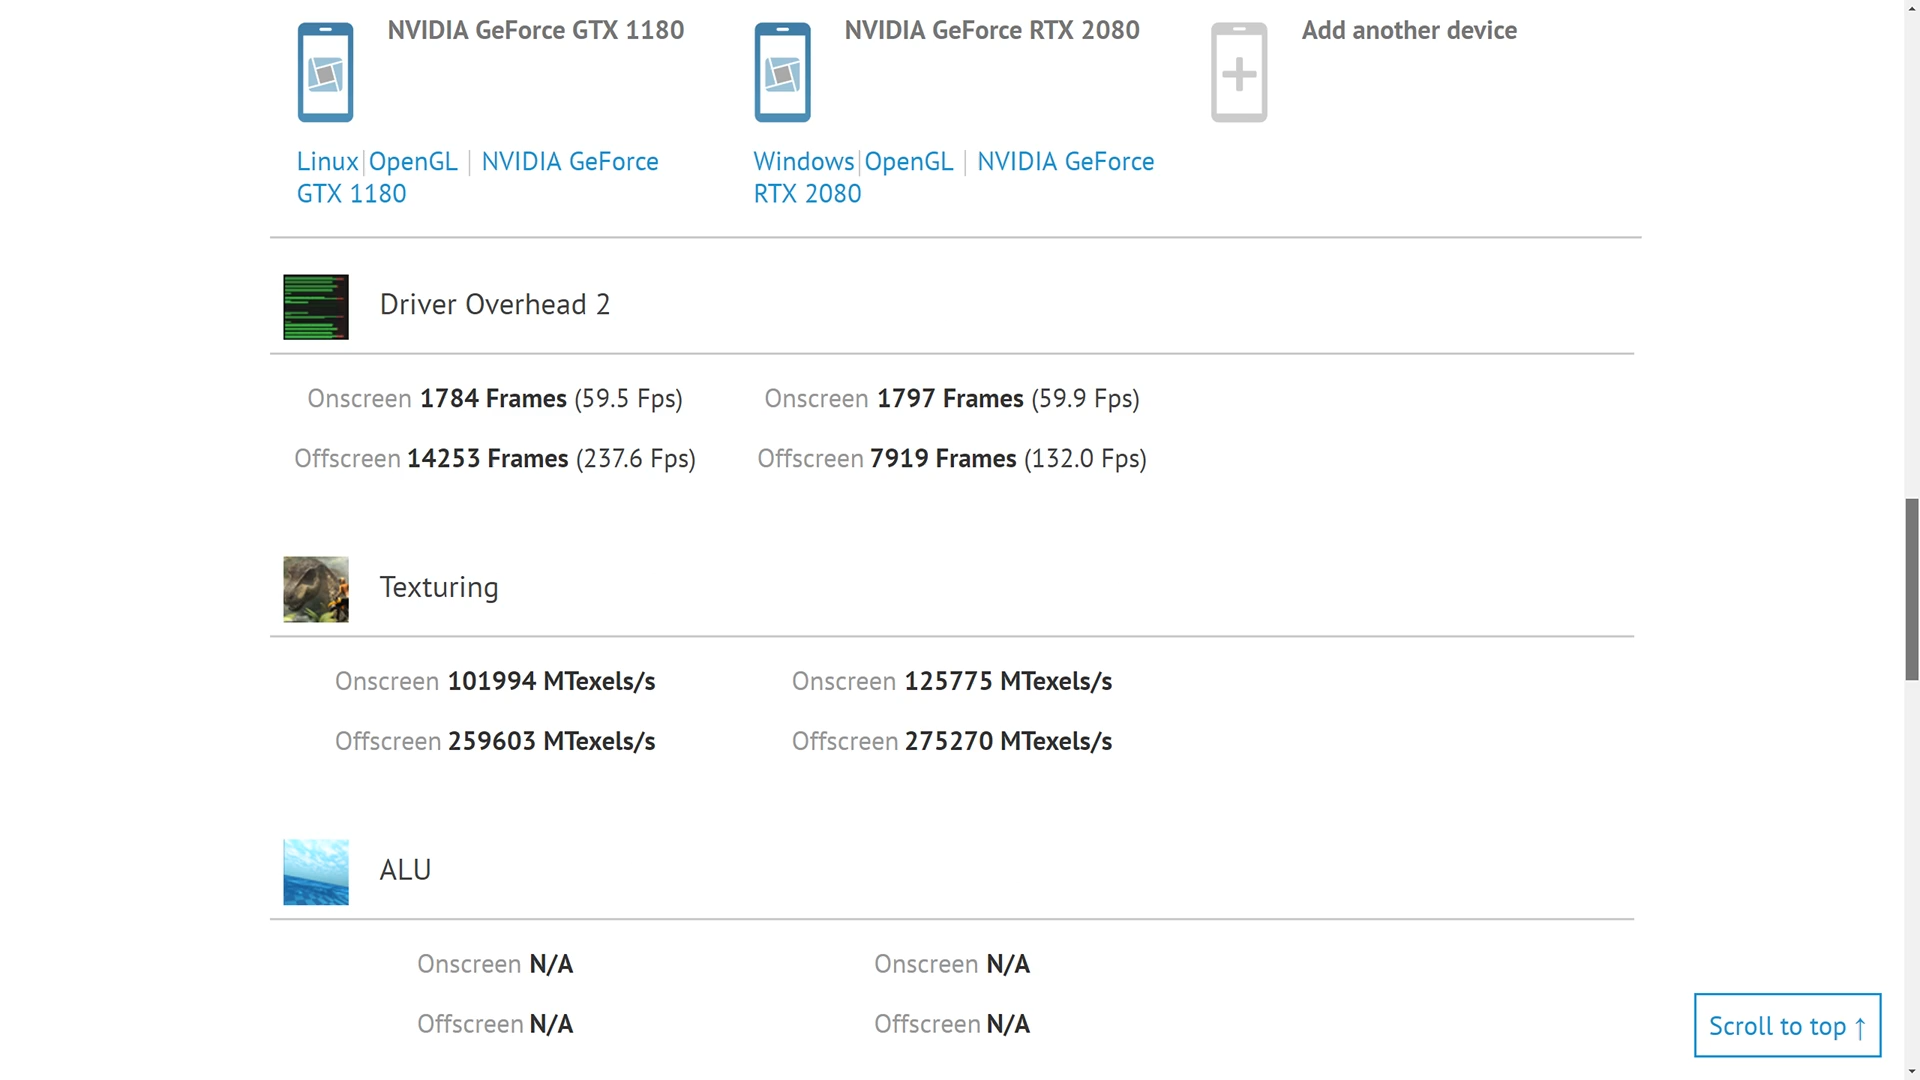 NVIDIA GeForce GTX 1180
NVIDIA GeForce RTX 2080
Add another device
Linux|OpenGL | NVIDIA GeForce
GTX 1180
Windows|OpenGL | NVIDIA GeForce
RTX 2080
Driver Overhead 2
Onscreen 1784 Frames (59.5 Fps)
Onscreen 1797 Frames (59.9 Fps)
Offscreen 14253 Frames (237.6 Fps)
Offscreen 7919 Frames (132.0 Fps)
Texturing
Onscreen 101994 MTexels/s
Onscreen 125775 MTexels/s
Offscreen 259603 MTexels/s
Offscreen 275270 MTexels/s
ALU
Onscreen N/A
Onscreen N/A
Offscreen N/A
Offscreen N/A
Scroll to top ↑